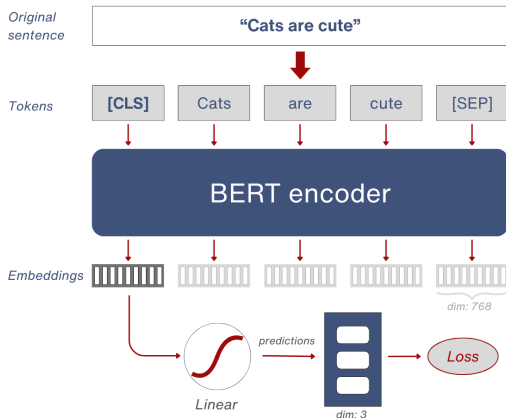 Original
sentence
“Cats are cute”
Tokens
[CLS]
Cats
are
cute
[SEP]
BERT encoder
Embeddings
dim: 768
predictions
Loss
Linear
dim: 3